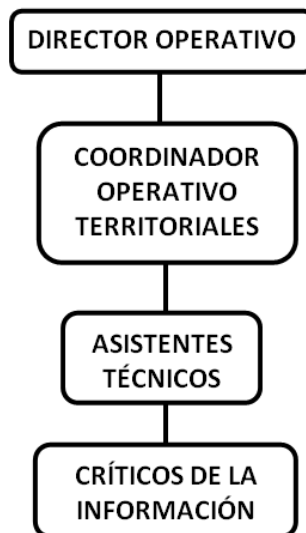 DIRECTOR OPERATIVO
COORDINADOR
OPERATIVO
TERRITORIALES
ASISTENTES
TÉCNICOS
CRÍTICOS DE LA
INFORMACIÓN